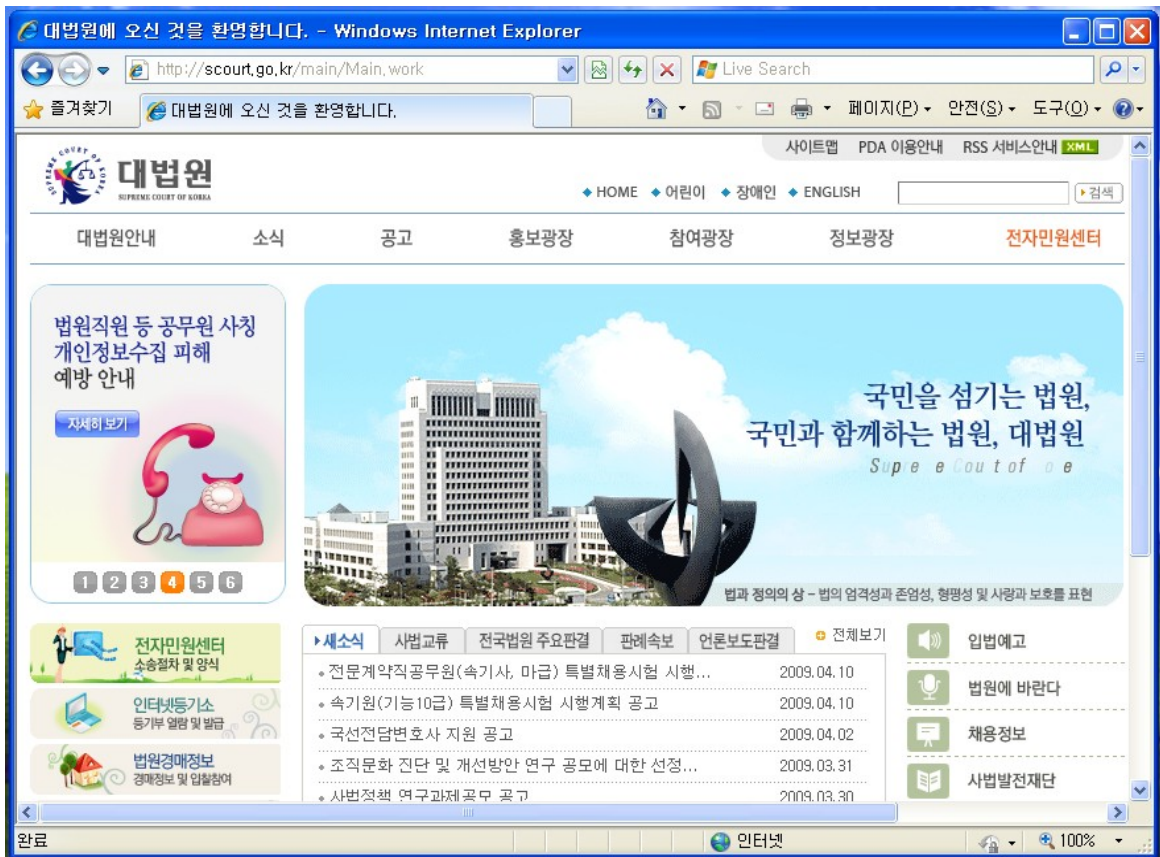 대법원에 오신 것을 환영합니다. - Windows Internet Explorer
http://scourt.go.kr/main/Main.work
Live Search
즐겨찾기
대법원에 오신 것을 환영합니다.
페이지(P) 안전(S) 도구(O)
사이트맵 PDA 이용안내 RSS 서비스안내 XML
대법원
SUPREME COURT OF KOREA
HOME 어린이 장애인 ENGLISH
검색
대법원안내 소식 공고 홍보광장 참여광장 정보광장 전자민원센터
법원직원 등 공무원 사칭
개인정보수집 피해
예방 안내
자세히 보기
1 2 3 4 5 6
국민을 섬기는 법원,
국민과 함께하는 법원, 대법원
Sup e e Cou t of o e
법과 정의의 상 - 법의 엄격성과 존엄성, 형평성 및 사랑과 보호를 표현
전자민원센터
소송절차 및 양식
인터넷등기소
등기부 열람 및 발급
법원경매정보
경매정보 및 입찰참여
새소식 사법교류 전국법원 주요판결 판례속보 언론보도판결 전체보기
전문계약직공무원(속기사, 마급) 특별채용시험 시행... 2009.04.10
속기원(기능10급) 특별채용시험 시행계획 공고 2009.04.10
국선전담변호사 지원 공고 2009.04.02
조직문화 진단 및 개선방안 연구 공모에 대한 선정... 2009.03.31
사법정책 연구과제공모 공고 2009.03.30
입법예고
법원에 바란다
채용정보
사법발전재단
완료
인터넷
100%